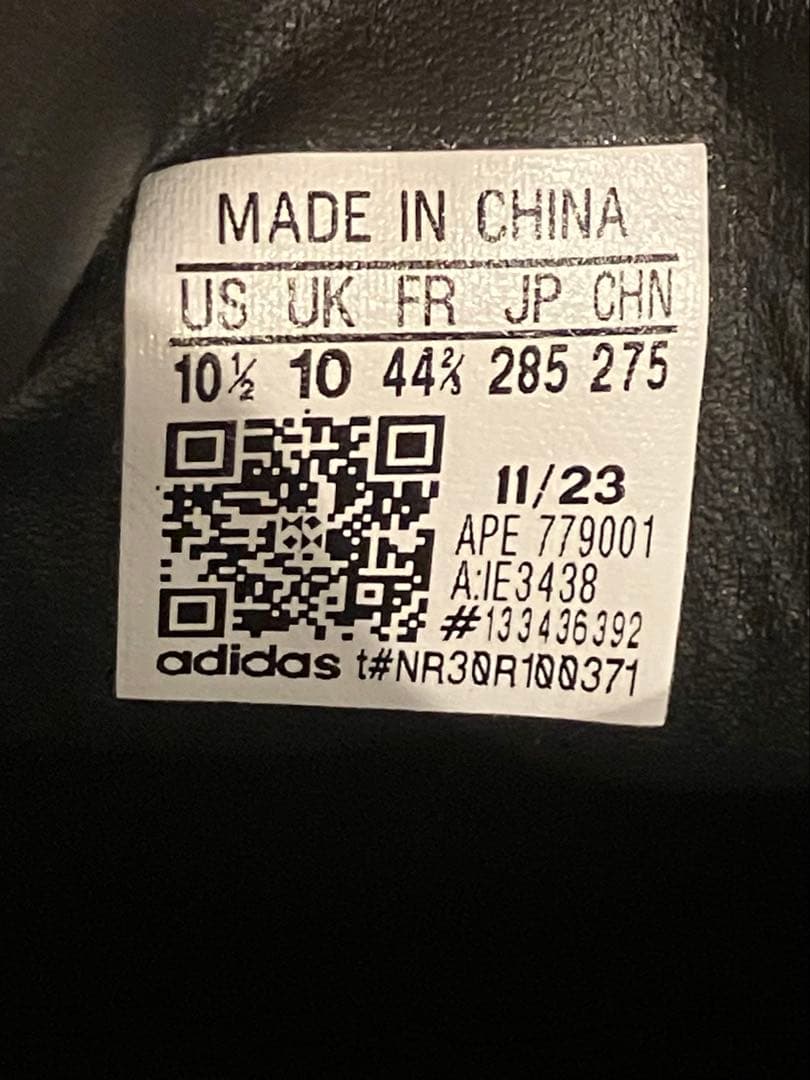 MADE IN CHINA
US UK FR JP CHN
10½ 10 44⅔ 285 275
11/23
APE 779001
A:IE3438
#133436392
adidas t#NR30R100371